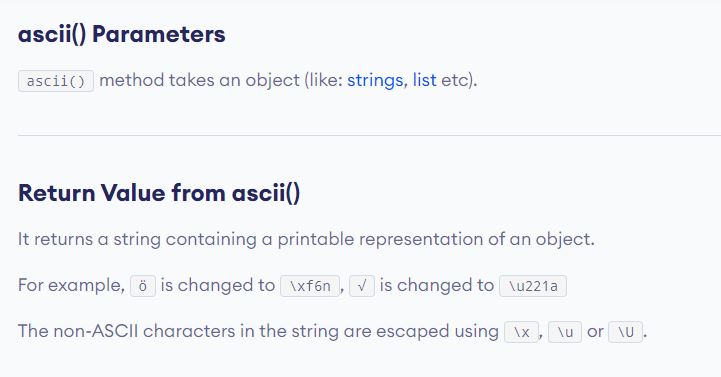 ascii() Parameters
ascii() method takes an object (like: strings, list etc).
Return Value from ascii()
It returns a string containing a printable representation of an object.
For example, ö is changed to \xf6n, √ is changed to \u221a
The non-ASCII characters in the string are escaped using \x, \u or \U.